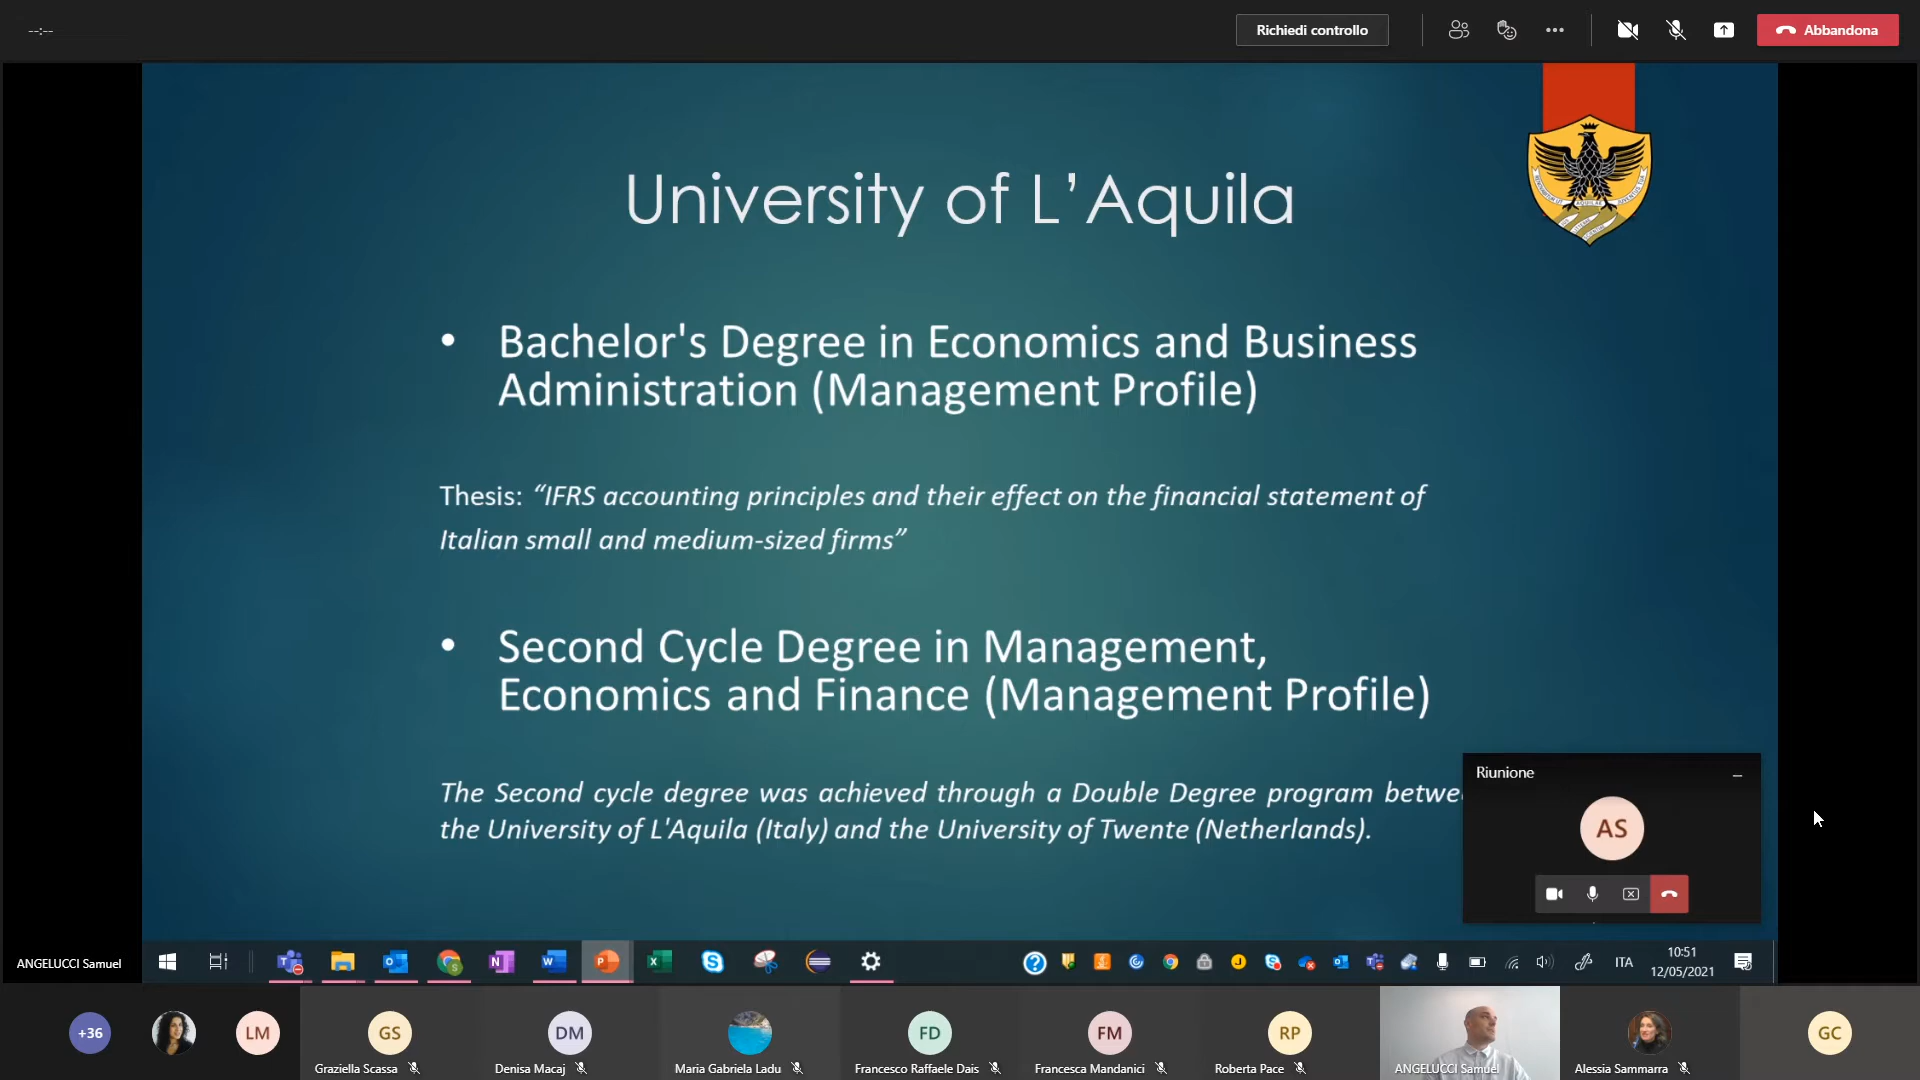 --:--
Richiedi controllo
Abbandona
University of L’Aquila
• Bachelor's Degree in Economics and Business
Administration (Management Profile)
Thesis: “IFRS accounting principles and their effect on the financial statement of
Italian small and medium-sized firms”
• Second Cycle Degree in Management,
Economics and Finance (Management Profile)
The Second cycle degree was achieved through a Double Degree program betwe
the University of L'Aquila (Italy) and the University of Twente (Netherlands).
Riunione
AS
ANGELUCCI Samuel
ITA
10:51
12/05/2021
+36
LM
GS
Graziella Scassa
DM
Denisa Macaj
Maria Gabriela Ladu
FD
Francesco Raffaele Dais
FM
Francesca Mandanici
RP
Roberta Pace
ANGELUCCI Samuel
Alessia Sammarra
GC